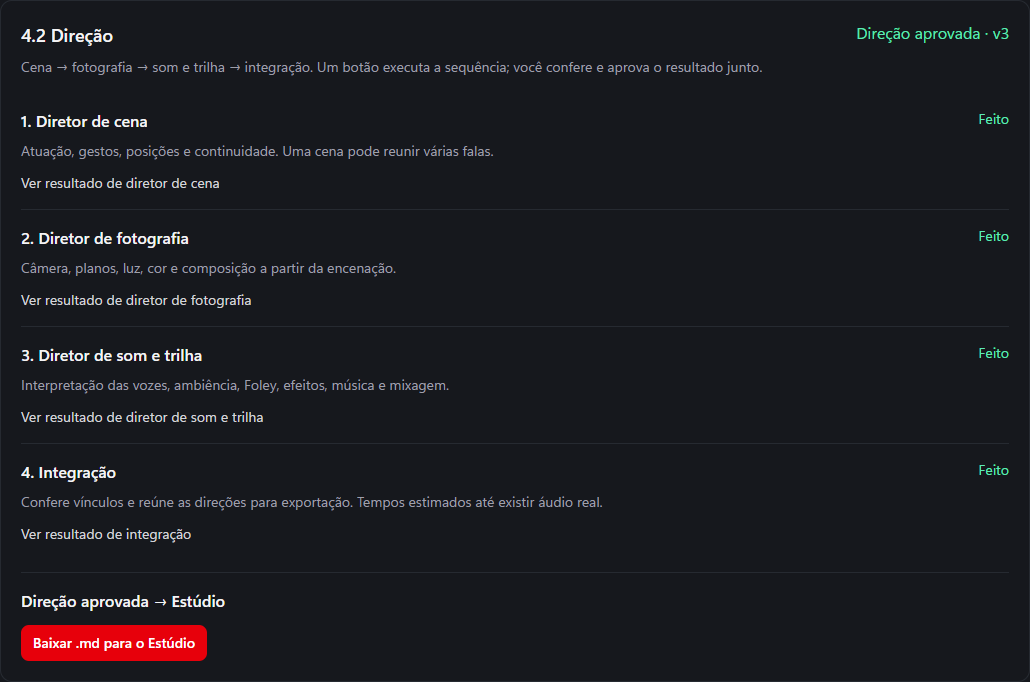 4.2 Direção
Direção aprovada · v3
Cena → fotografia → som e trilha → integração. Um botão executa a sequência; você confere e aprova o resultado junto.
1. Diretor de cena
Feito
Atuação, gestos, posições e continuidade. Uma cena pode reunir várias falas.
Ver resultado de diretor de cena
2. Diretor de fotografia
Feito
Câmera, planos, luz, cor e composição a partir da encenação.
Ver resultado de diretor de fotografia
3. Diretor de som e trilha
Feito
Interpretação das vozes, ambiência, Foley, efeitos, música e mixagem.
Ver resultado de diretor de som e trilha
4. Integração
Feito
Confere vínculos e reúne as direções para exportação. Tempos estimados até existir áudio real.
Ver resultado de integração
Direção aprovada → Estúdio
Baixar .md para o Estúdio